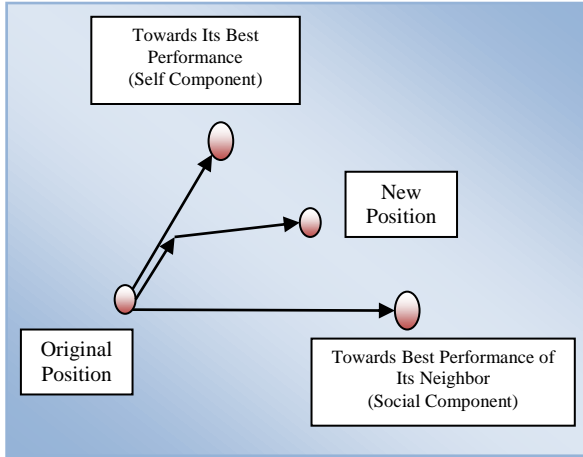 Towards Its Best
Performance
(Self Component)
New
Position
Original
Position
Towards Best Performance of
Its Neighbor
(Social Component)